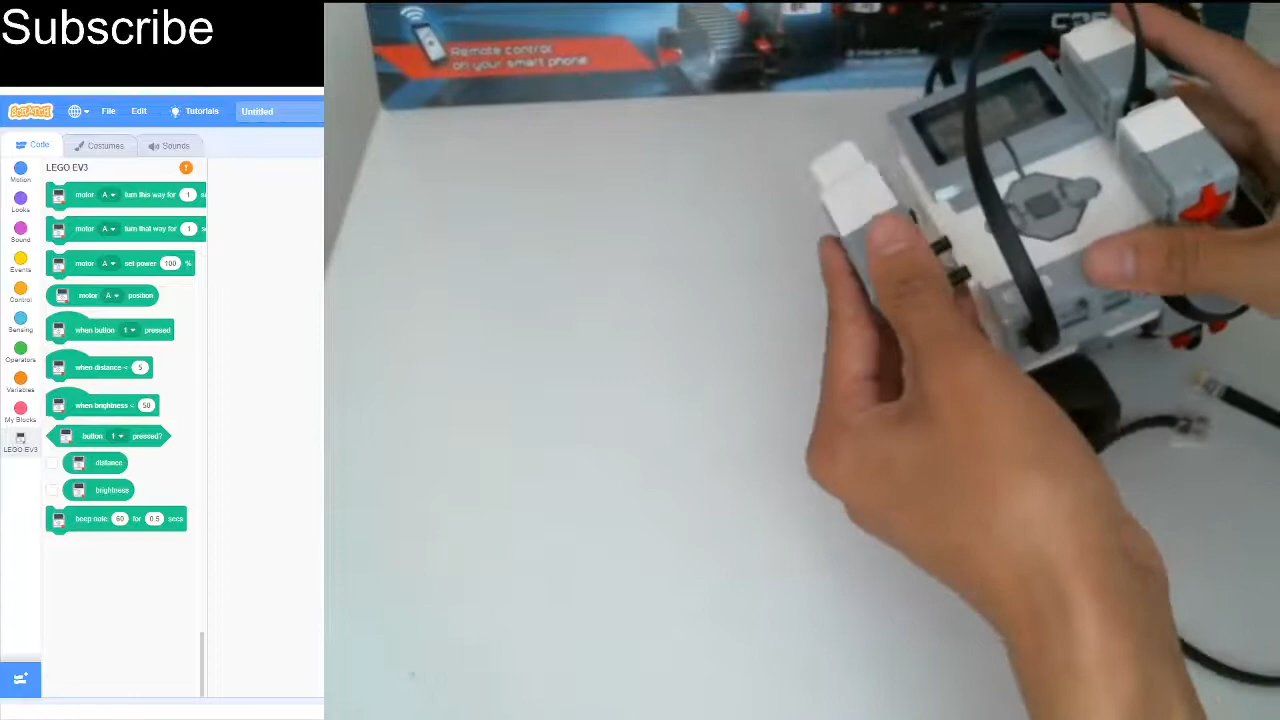 Subscribe
SCRATCH
File
Edit
Tutorials
Untitled
Code
Costumes
Sounds
Motion
Looks
Sound
Events
Control
Sensing
Operators
Variables
My Blocks
LEGO EV3
LEGO EV3
motor A turn this way for 1 se
motor A turn that way for 1 se
motor A set power 100 %
motor A position
when button 1 pressed
when distance < 5
when brightness < 50
button 1 pressed?
distance
brightness
beep note 60 for 0.5 secs
Remote control
on your smart phone